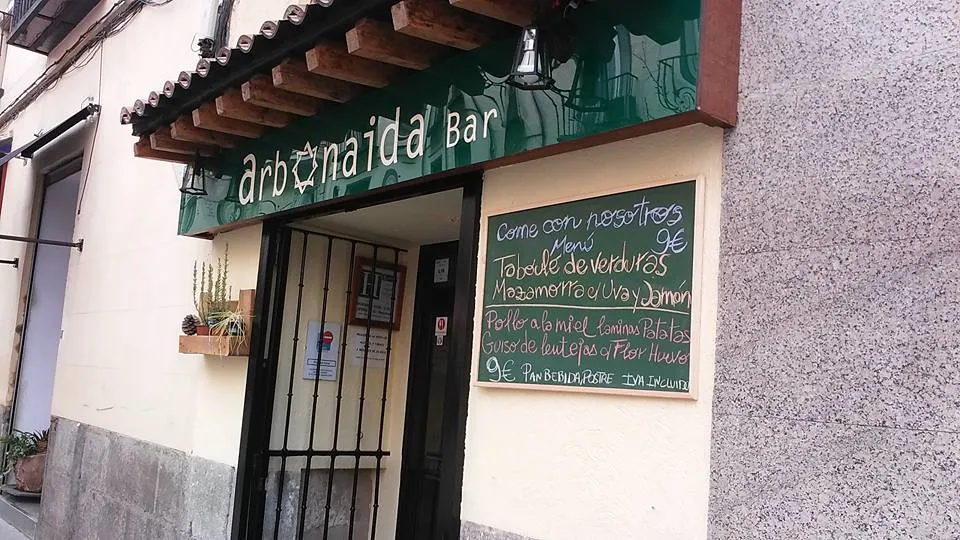 arbonaida Bar
Come con nosotros
Menú 9€
Taboulé de verduras
Mazamorra c/ Uva y Jamón
Pollo a la miel laminas Patatas
Guiso de lentejas c/ Flor Huevo
9€ PAN BEBIDA, POSTRE IVA INCLUIDO
H